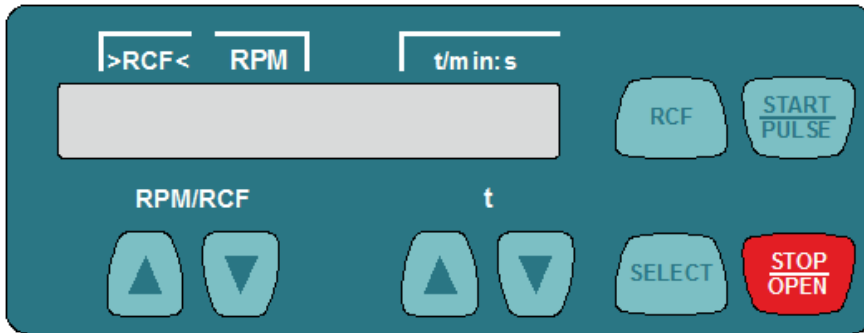 >RCF< RPM t/min:s
RCF
START
PULSE
RPM/RCF t
SELECT
STOP
OPEN